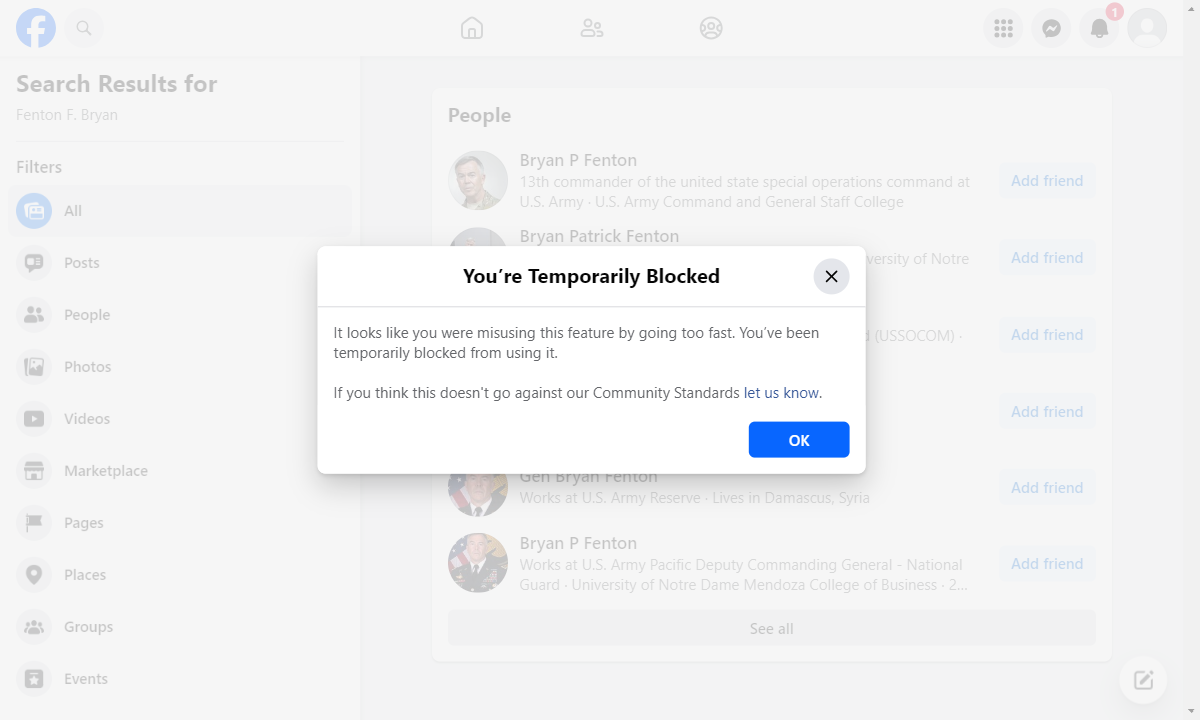 1
Search Results for
Fenton F. Bryan
Filters
All
Posts
People
Photos
Videos
Marketplace
Pages
Places
Groups
Events
People
Bryan P Fenton
13th commander of the united state special operations command at
U.S. Army · U.S. Army Command and General Staff College
Add friend
Bryan Patrick Fenton
versity of Notre
Add friend
(USSOCOM) ·
Add friend
Add friend
Gen Bryan Fenton
Works at U.S. Army Reserve · Lives in Damascus, Syria
Add friend
Bryan P Fenton
Works at U.S. Army Pacific Deputy Commanding General - National
Guard · University of Notre Dame Mendoza College of Business · 2...
Add friend
See all
You’re Temporarily Blocked
It looks like you were misusing this feature by going too fast. You’ve been
temporarily blocked from using it.
If you think this doesn't go against our Community Standards let us know.
OK